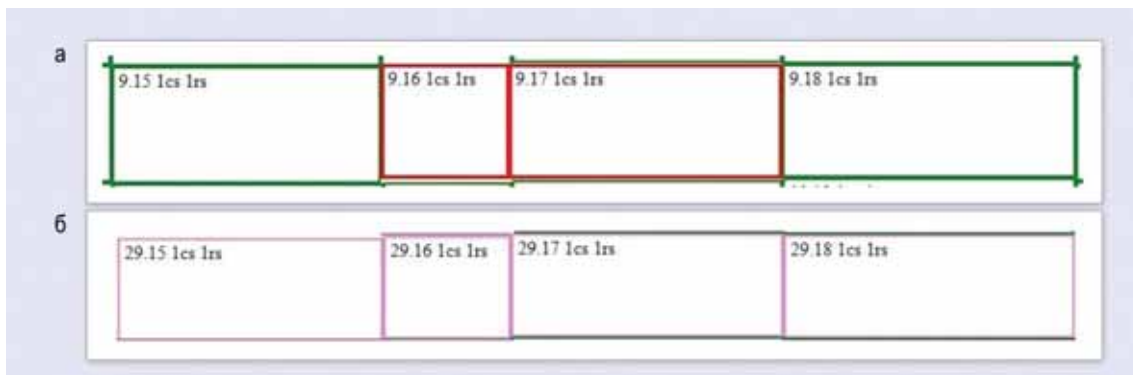 а
9.15 1cs 1rs
9.16 1cs 1rs
9.17 1cs 1rs
9.18 1cs 1rs
б
29.15 1cs 1rs
29.16 1cs 1rs
29.17 1cs 1rs
29.18 1cs 1rs